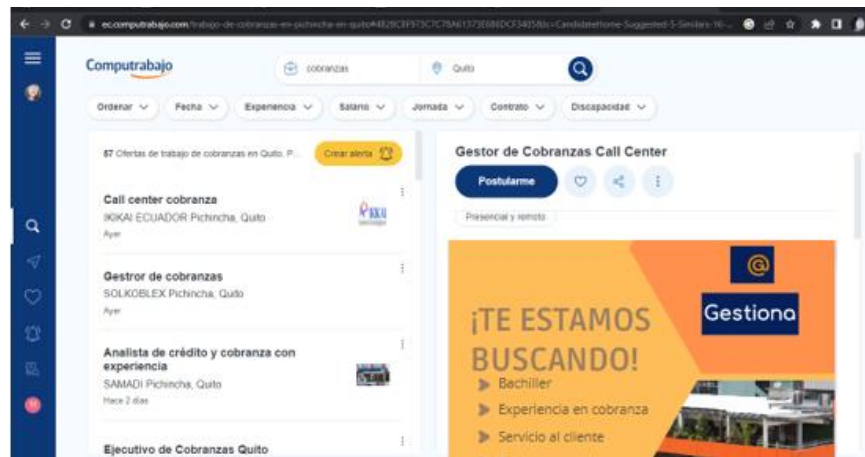 ec.computrabajo.com
Computrabajo
cobranzas
Quito
Ordenar
Fecha
Experiencia
Salario
Jornada
Contrato
Discapacidad
67 Ofertas de trabajo de cobranzas en Quito, P...
Crear alerta
Call center cobranza
IKIKAI ECUADOR Pichincha, Quito
Ayer
Gestror de cobranzas
SOLKOBLEX Pichincha, Quito
Ayer
Analista de crédito y cobranza con
experiencia
SAMADI Pichincha, Quito
Hace 2 días
Ejecutivo de Cobranzas Quito
Gestor de Cobranzas Call Center
Postularme
Presencial y remoto
@
Gestiona
¡TE ESTAMOS
BUSCANDO!
Bachiller
Experiencia en cobranza
Servicio al cliente